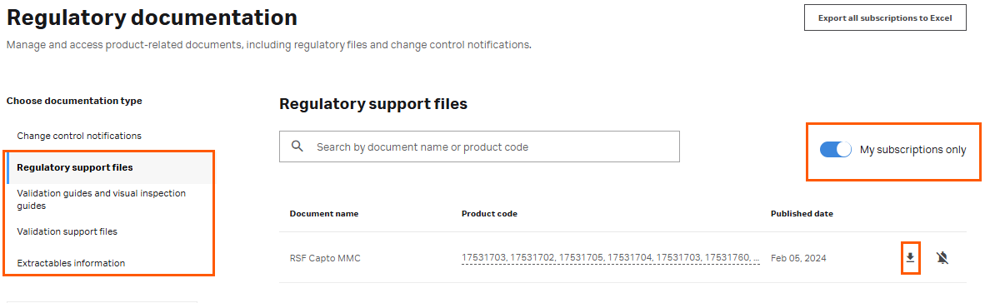 Regulatory documentation
Export all subscriptions to Excel
Manage and access product-related documents, including regulatory files and change control notifications.
Choose documentation type
Change control notifications
Regulatory support files
Validation guides and visual inspection
guides
Validation support files
Extractables information
Regulatory support files
Search by document name or product code
My subscriptions only
Document name Product code Published date
RSF Capto MMC 17531703, 17531702, 17531705, 17531704, 17531703, 17531760, ... Feb 05, 2024